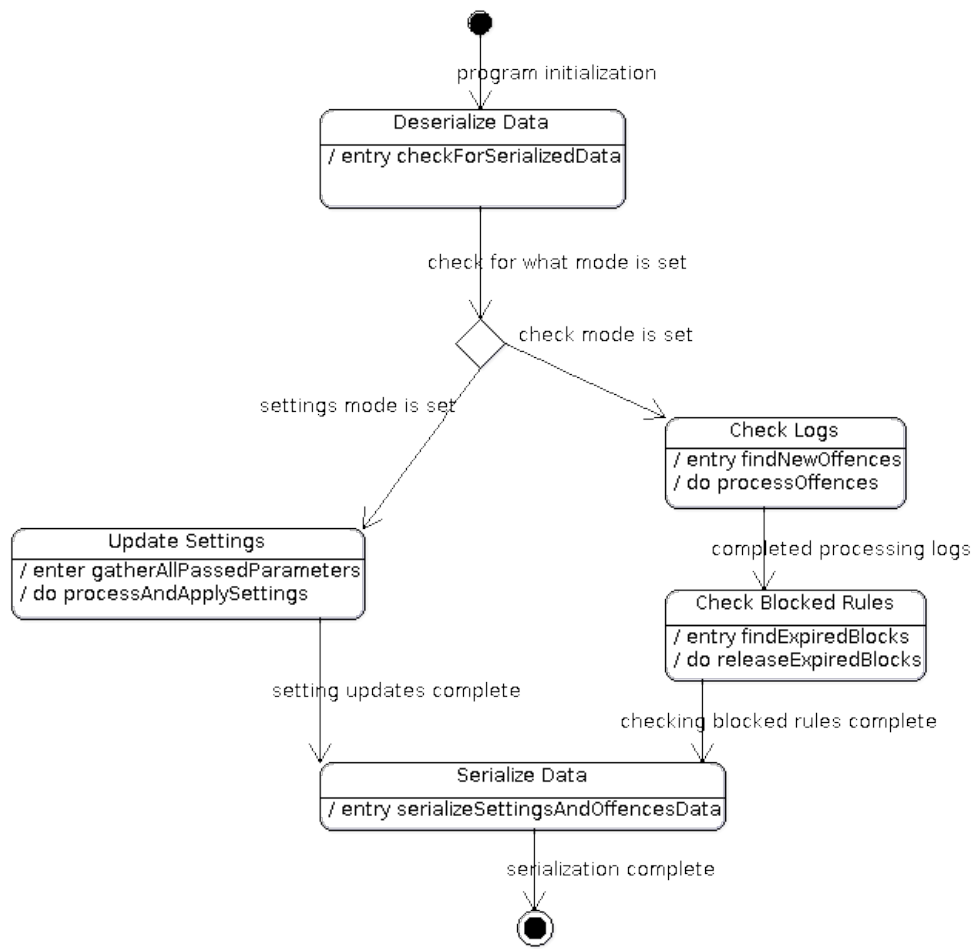 program initialization
Deserialize Data
/ entry checkForSerializedData
check for what mode is set
check mode is set
settings mode is set
Check Logs
/ entry findNewOffences
/ do processOffences
Update Settings
/ enter gatherAllPassedParameters
/ do processAndApplySettings
completed processing logs
Check Blocked Rules
/ entry findExpiredBlocks
/ do releaseExpiredBlocks
setting updates complete
checking blocked rules complete
Serialize Data
/ entry serializeSettingsAndOffencesData
serialization complete